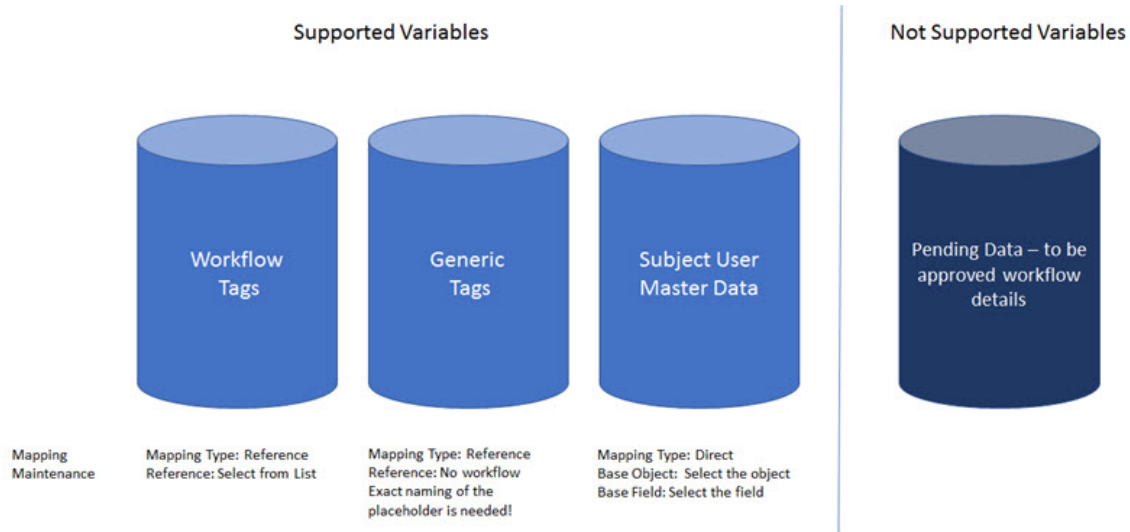 Supported Variables
Not Supported Variables
Workflow
Tags
Generic
Tags
Subject User
Master Data
Pending Data – to be
approved workflow
details
Mapping
Maintenance
Mapping Type: Reference
Reference: Select from List
Mapping Type: Reference
Reference: No workflow
Exact naming of the
placeholder is needed!
Mapping Type: Direct
Base Object:  Select the object
Base Field: Select the field